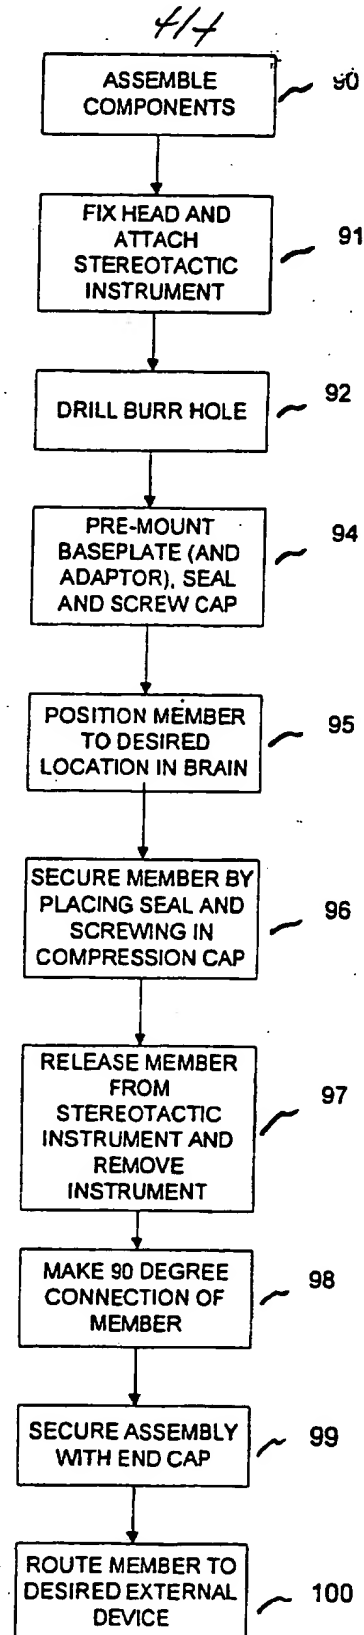 4/4
ASSEMBLE
COMPONENTS
90
FIX HEAD AND
ATTACH
STEREOTACTIC
INSTRUMENT
91
DRILL BURR HOLE
92
PRE-MOUNT
BASEPLATE (AND
ADAPTOR), SEAL
AND SCREW CAP
94
POSITION MEMBER
TO DESIRED
LOCATION IN BRAIN
95
SECURE MEMBER BY
PLACING SEAL AND
SCREWING IN
COMPRESSION CAP
96
RELEASE MEMBER
FROM
STEREOTACTIC
INSTRUMENT AND
REMOVE
INSTRUMENT
97
MAKE 90 DEGREE
CONNECTION OF
MEMBER
98
SECURE ASSEMBLY
WITH END CAP
99
ROUTE MEMBER TO
DESIRED EXTERNAL
DEVICE
100